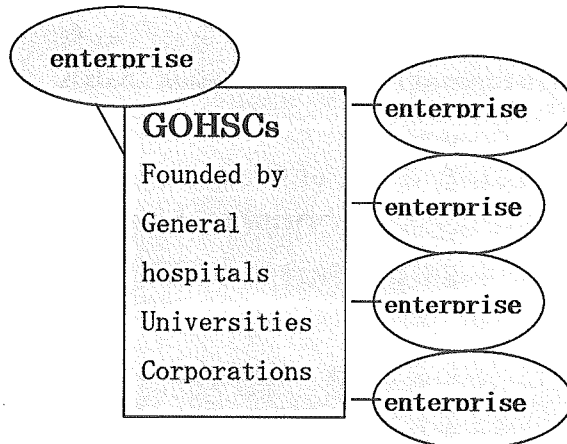 enterprise
GOHSCs
enterprise
Founded by
General
enterprise
hospitals
enterprise
Universities
Corporations
enterprise